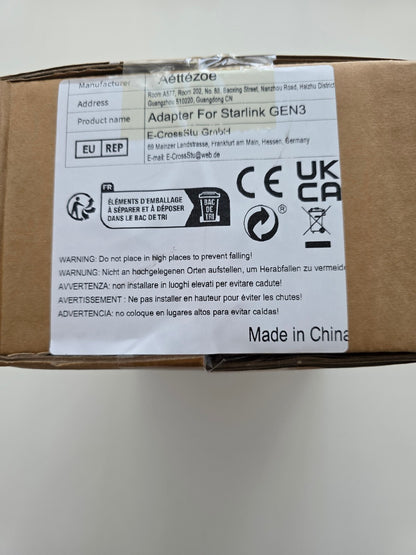 Manufacturer Aettezoe
Address Room A517, Room 202, No. 80, Baoxing Street, Nanzhou Road, Haizhu District
Guangzhou 510220, Guangdong CN
Product name Adapter For Starlink GEN3
EU REP
E-CrossStu GmbH
69 Mainzer Landstrasse, Frankfurt am Main, Hessen, Germany
E-mail: E-CrossStu@web.de
FR
ÉLÉMENTS D'EMBALLAGE
À SÉPARER ET À DÉPOSER
DANS LE BAC DE TRI
BAC
DE
TRI
CE
UK
CA
®
WARNING: Do not place in high places to prevent falling!
WARNUNG: Nicht an hochgelegenen Orten aufstellen, um Herabfallen zu vermeide
AVVERTENZA: non installare in luoghi elevati per evitare cadute!
AVERTISSEMENT : Ne pas installer en hauteur pour éviter les chutes!
ADVERTENCIA: no coloque en lugares altos para evitar caídas!
Made in China